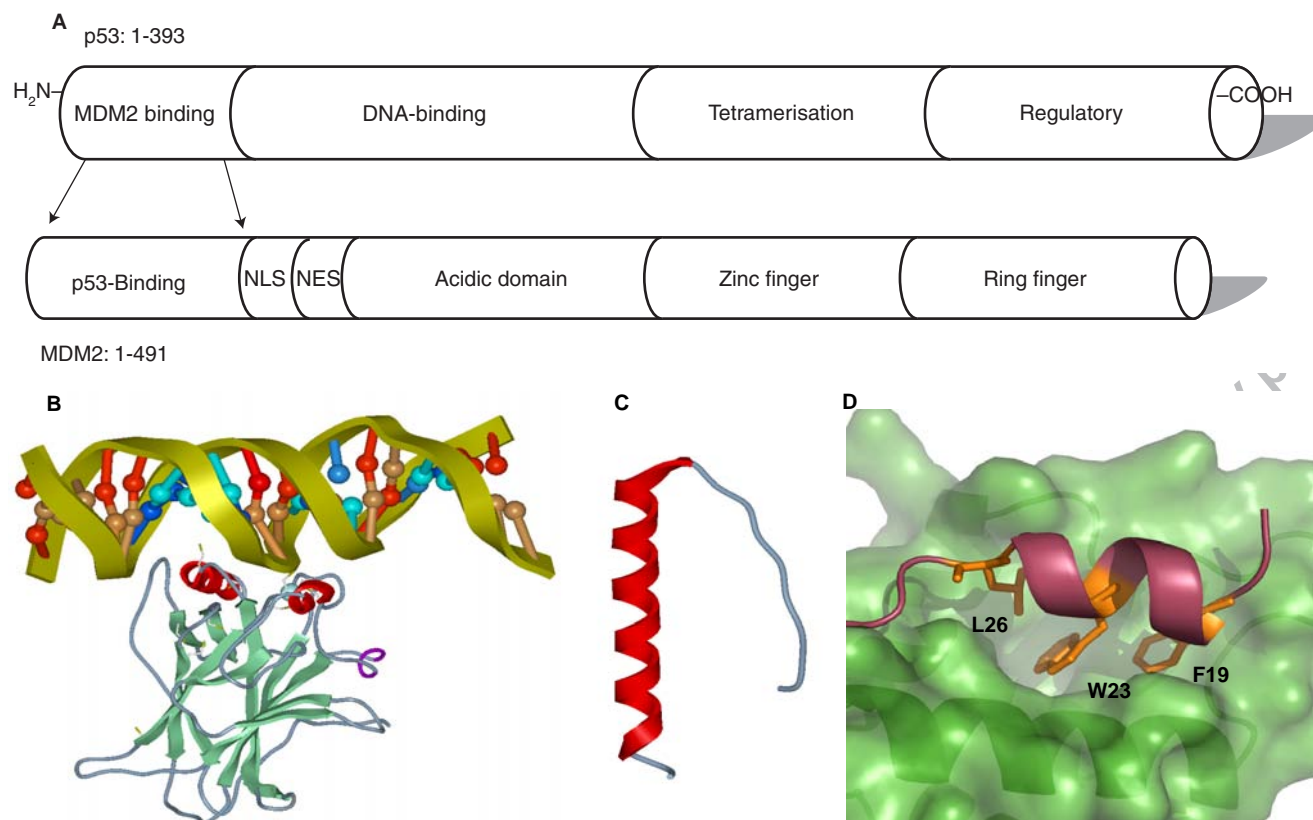 A
p53: 1-393
H₂N–
MDM2 binding
DNA-binding
Tetramerisation
Regulatory
–COOH
p53-Binding
NLS
NES
Acidic domain
Zinc finger
Ring finger
MDM2: 1-491
B
C
D
L26
W23
F19